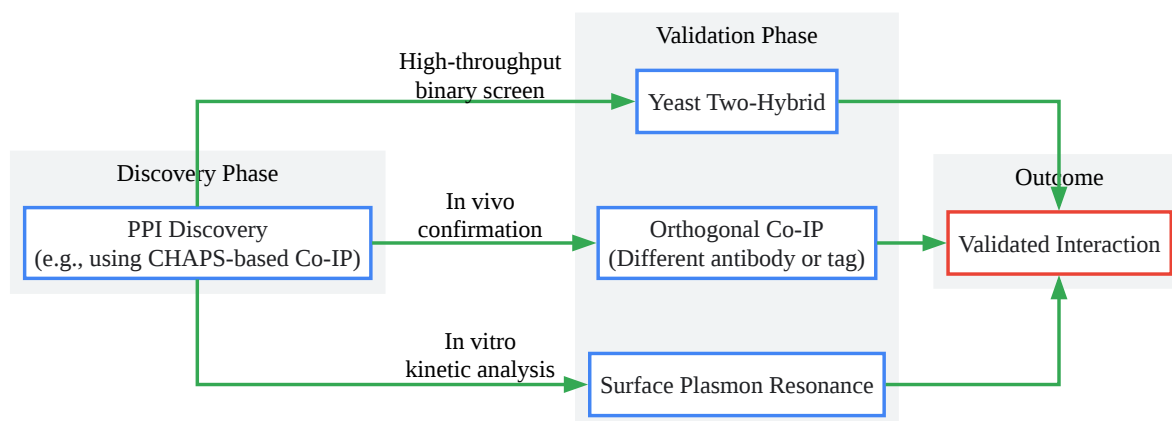 Validation Phase
High-throughput
binary screen
Yeast Two-Hybrid
Discovery Phase
PPI Discovery
(e.g., using CHAPS-based Co-IP)
In vivo
confirmation
Orthogonal Co-IP
(Different antibody or tag)
Outcome
Validated Interaction
In vitro
kinetic analysis
Surface Plasmon Resonance